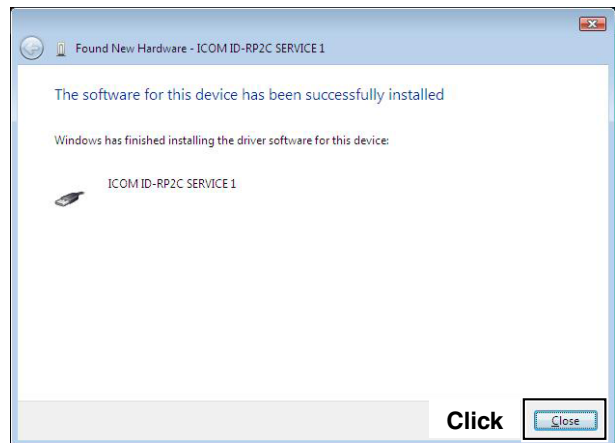 Found New Hardware - ICOM ID-RP2C SERVICE 1
The software for this device has been successfully installed
Windows has finished installing the driver software for this device:
ICOM ID-RP2C SERVICE 1
Click
Close